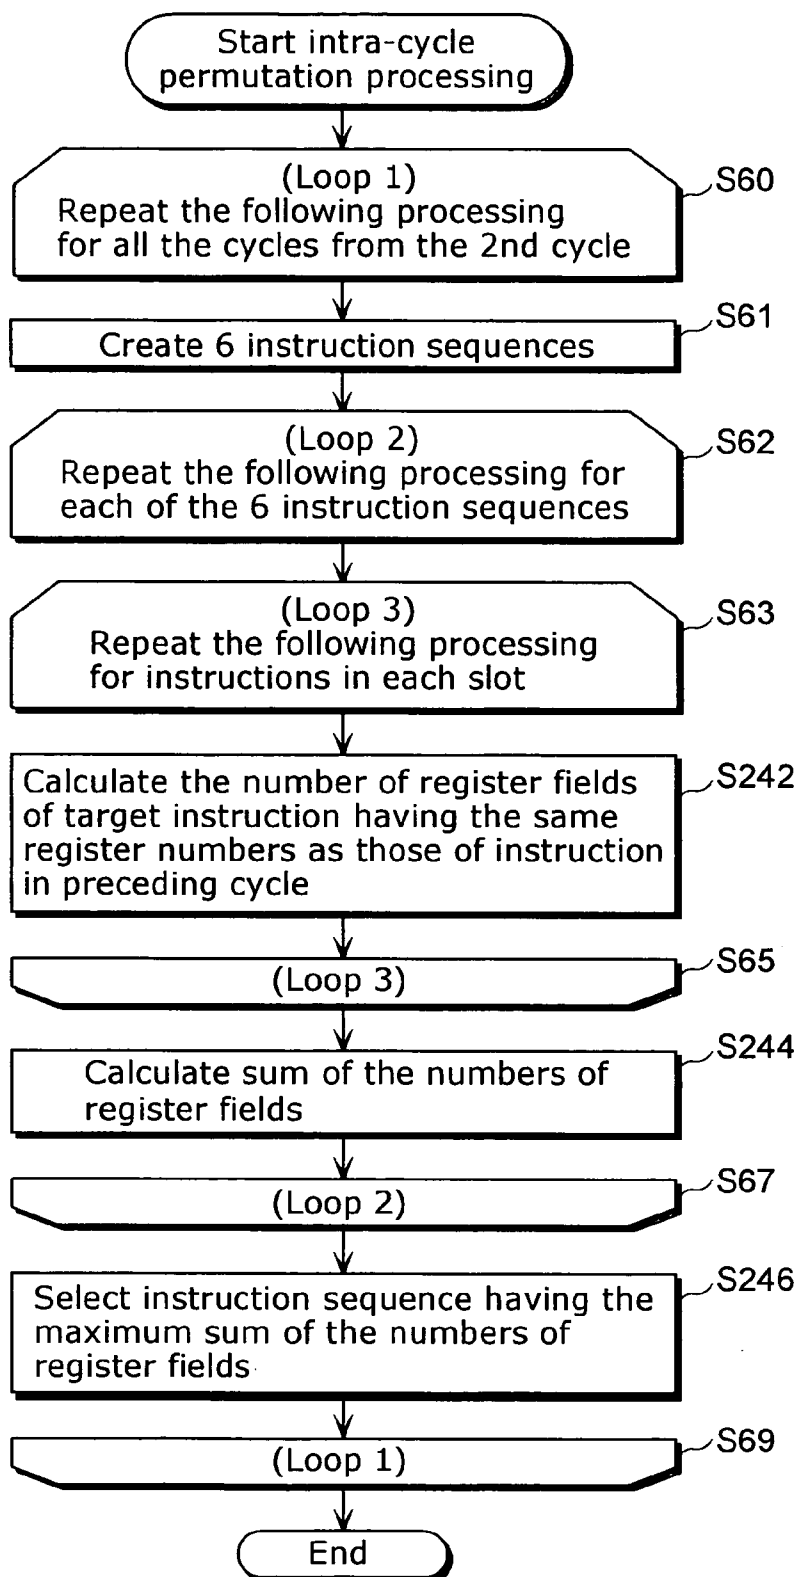 Start intra-cycle
permutation processing
(Loop 1)
Repeat the following processing
for all the cycles from the 2nd cycle
S60
Create 6 instruction sequences
S61
(Loop 2)
Repeat the following processing for
each of the 6 instruction sequences
S62
(Loop 3)
Repeat the following processing
for instructions in each slot
S63
Calculate the number of register fields
of target instruction having the same
register numbers as those of instruction
in preceding cycle
S242
(Loop 3)
S65
Calculate sum of the numbers of
register fields
S244
(Loop 2)
S67
Select instruction sequence having the
maximum sum of the numbers of
register fields
S246
(Loop 1)
S69
End